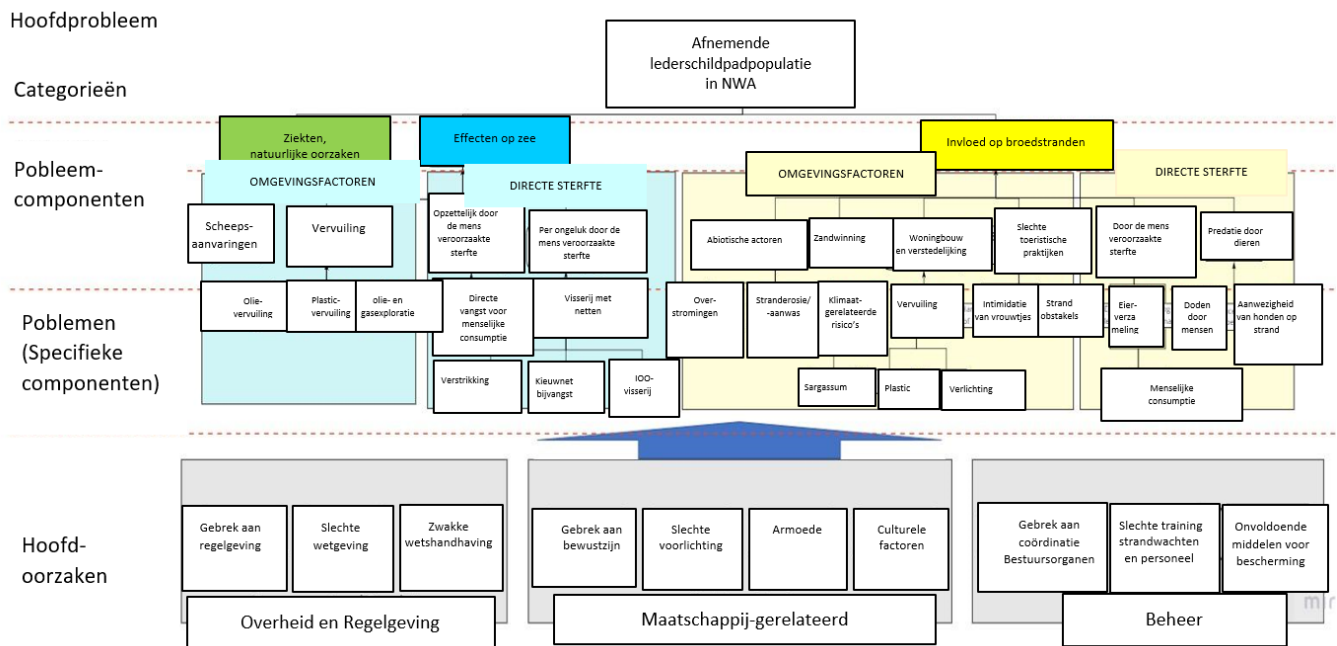 Hoofdprobleem
Afnemende
lederschildpadpopulatie
in NWA
Categorieën
Ziekten,
natuurlijke oorzaken
Effecten op zee
Invloed op broedstranden
Pobleem-
componenten
OMGEVINGSFACTOREN
DIRECTE STERFTE
OMGEVINGSFACTOREN
DIRECTE STERFTE
Scheeps-
aanvaringen
Vervuiling
Opzettelijk door
de mens
veroorzaakte
sterfte
Per ongeluk door de
mens veroorzaakte
sterfte
Abiotische actoren
Zandwinning
Woningbouw
en verstedelijking
Slechte
toeristische
praktijken
Door de mens
veroorzaakte
sterfte
Predatie door
dieren
Poblemen
(Specifieke
componenten)
Olie-
vervuiling
Plastic-
vervuiling
olie- en
gasexploratie
Directe
vangst voor
menselijke
consumptie
Visserij met
netten
Over-
stromingen
Stranderosie/
-aanwas
Klimaat-
gerelateerde
risico's
Vervuiling
Intimidatie
van vrouwtjes
Strand
obstakels
Eier-
verza
meling
Doden
door
mensen
Aanwezigheid
van honden op
strand
Verstrikking
Kieuwnet
bijvangst
IOO-
visserij
Sargassum
Plastic
Verlichting
Menselijke
consumptie
Hoofd-
oorzaken
Gebrek aan
regelgeving
Slechte
wetgeving
Zwakke
wetshandhaving
Gebrek aan
bewustzijn
Slechte
voorlichting
Armoede
Culturele
factoren
Gebrek aan
coördinatie
Bestuursorganen
Slechte training
strandwachten
en personeel
Onvoldoende
middelen voor
bescherming
Overheid en Regelgeving
Maatschappij-gerelateerd
Beheer